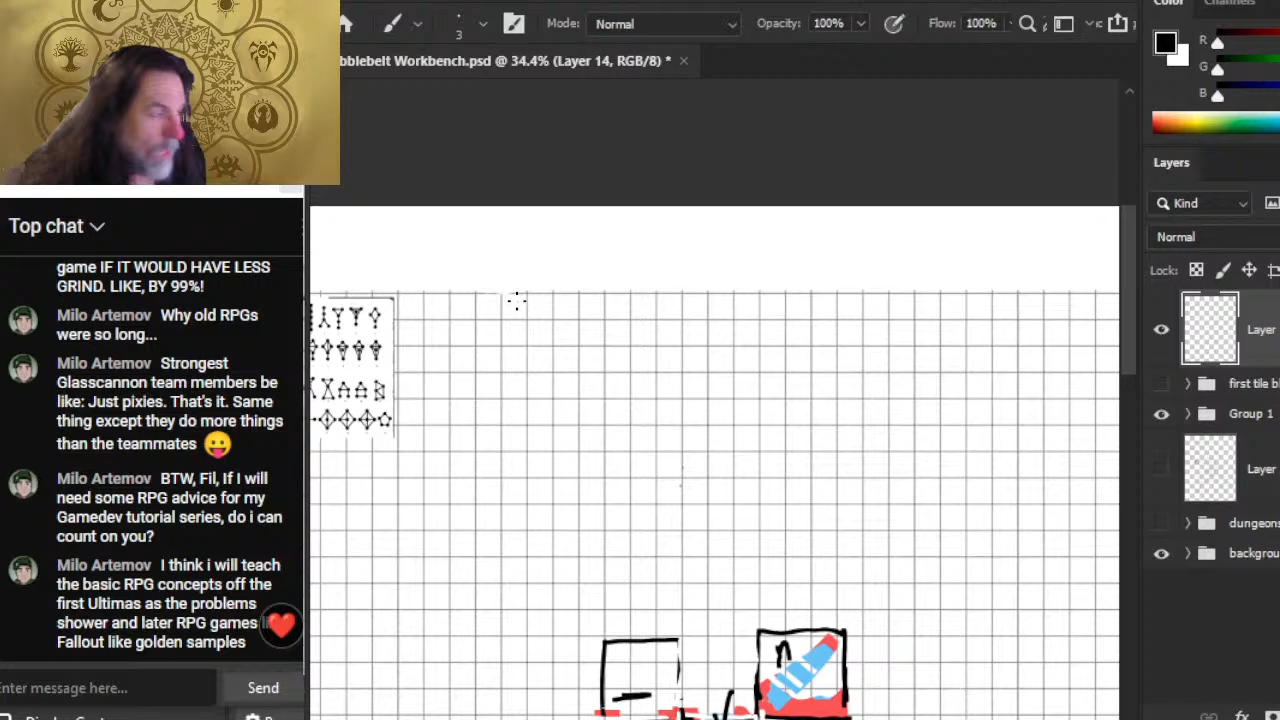 3
Mode:
Normal
Opacity:
100%
Flow:
100%
bblebelt Workbench.psd @ 34.4% (Layer 14, RGB/8) *
Color
Channels
R
G
B
Layers
Kind
Normal
Lock:
Layer
first tile b
Group 1
Layer
dungeons
backgrou
fx
Top chat
game IF IT WOULD HAVE LESS
GRIND. LIKE, BY 99%!
Milo Artemov Why old RPGs
were so long...
Milo Artemov Strongest
Glasscannon team members be
like: Just pixies. That's it. Same
thing except they do more things
than the teammates
Milo Artemov BTW, Fil, If I will
need some RPG advice for my
Gamedev tutorial series, do i can
count on you?
Milo Artemov I think i will teach
the basic RPG concepts off the
first Ultimas as the problems
shower and later RPG games
Fallout like golden samples
nter message here...
Send